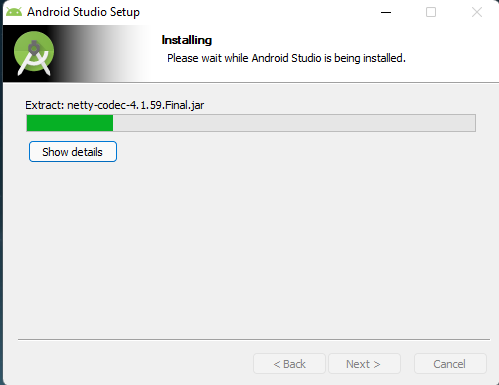 Android Studio Setup
Installing
Please wait while Android Studio is being installed.
Extract: netty-codec-4.1.59.Final.jar
Show details
< Back
Next >
Cancel